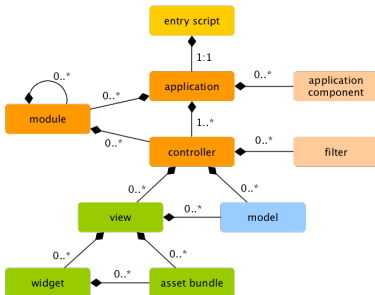 entry script
1:1
0..*
application
0..*
application
component
0..*
module
0..*
1..*
controller
0..*
filter
0..*
0..*
view
0..*
model
0..*
0..*
widget
0..*
asset bundle